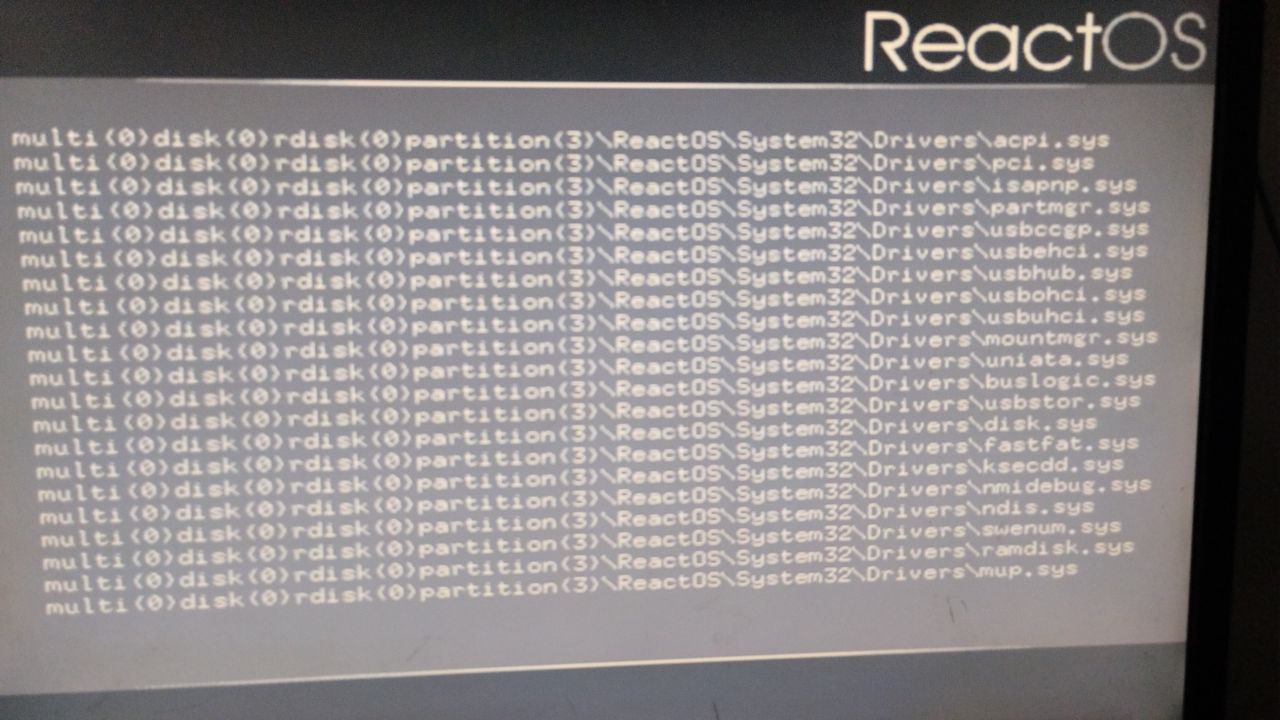 ReactOS
multi(0)disk(0)rdisk(0)partition(3)\ReactOS\System32\Drivers\acpi.sys
multi(0)disk(0)rdisk(0)partition(3)\ReactOS\System32\Drivers\pci.sys
multi(0)disk(0)rdisk(0)partition(3)\ReactOS\System32\Drivers\isapnp.sys
multi(0)disk(0)rdisk(0)partition(3)\ReactOS\System32\Drivers\partmgr.sys
multi(0)disk(0)rdisk(0)partition(3)\ReactOS\System32\Drivers\usbccgp.sys
multi(0)disk(0)rdisk(0)partition(3)\ReactOS\System32\Drivers\usbehci.sys
multi(0)disk(0)rdisk(0)partition(3)\ReactOS\System32\Drivers\usbhub.sys
multi(0)disk(0)rdisk(0)partition(3)\ReactOS\System32\Drivers\usbohci.sys
multi(0)disk(0)rdisk(0)partition(3)\ReactOS\System32\Drivers\usbuhci.sys
multi(0)disk(0)rdisk(0)partition(3)\ReactOS\System32\Drivers\mountmgr.sys
multi(0)disk(0)rdisk(0)partition(3)\ReactOS\System32\Drivers\uniata.sys
multi(0)disk(0)rdisk(0)partition(3)\ReactOS\System32\Drivers\buslogic.sys
multi(0)disk(0)rdisk(0)partition(3)\ReactOS\System32\Drivers\usbstor.sys
multi(0)disk(0)rdisk(0)partition(3)\ReactOS\System32\Drivers\disk.sys
multi(0)disk(0)rdisk(0)partition(3)\ReactOS\System32\Drivers\fastfat.sys
multi(0)disk(0)rdisk(0)partition(3)\ReactOS\System32\Drivers\ksecdd.sys
multi(0)disk(0)rdisk(0)partition(3)\ReactOS\System32\Drivers\nmidebug.sys
multi(0)disk(0)rdisk(0)partition(3)\ReactOS\System32\Drivers\ndis.sys
multi(0)disk(0)rdisk(0)partition(3)\ReactOS\System32\Drivers\swenum.sys
multi(0)disk(0)rdisk(0)partition(3)\ReactOS\System32\Drivers\ramdisk.sys
multi(0)disk(0)rdisk(0)partition(3)\ReactOS\System32\Drivers\mup.sys